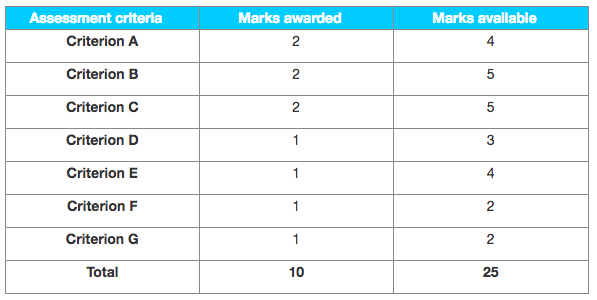 Assessment criteria Marks awarded Marks available
Criterion A 2 4
Criterion B 2 5
Criterion C 2 5
Criterion D 1 3
Criterion E 1 4
Criterion F 1 2
Criterion G 1 2
Total 10 25